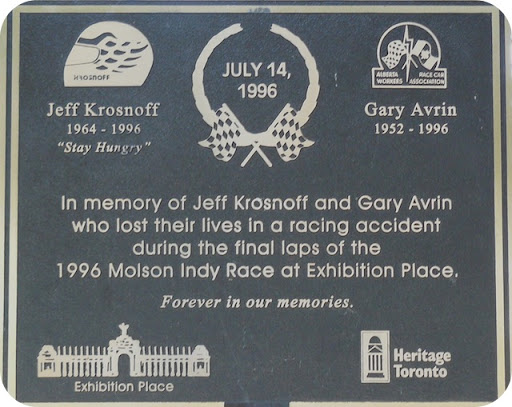 KROSNOFF
Jeff Krosnoff
1964 - 1996
"Stay Hungry"
JULY 14,
1996
ALBERTA RACE CAR
WORKERS ASSOCIATION
Gary Avrin
1952 - 1996
In memory of Jeff Krosnoff and Gary Avrin
who lost their lives in a racing accident
during the final laps of the
1996 Molson Indy Race at Exhibition Place.
Forever in our memories.
Exhibition Place
Heritage
Toronto